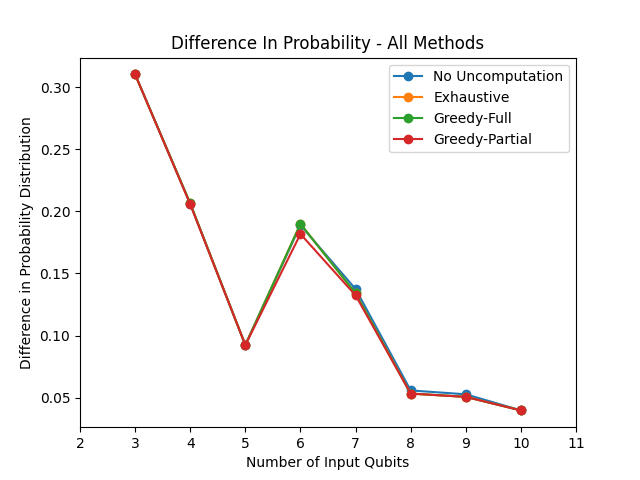 Difference In Probability - All Methods
No Uncomputation
Exhaustive
Greedy-Full
Greedy-Partial
Difference in Probability Distribution
0.30
0.25
0.20
0.15
0.10
0.05
2 3 4 5 6 7 8 9 10 11
Number of Input Qubits